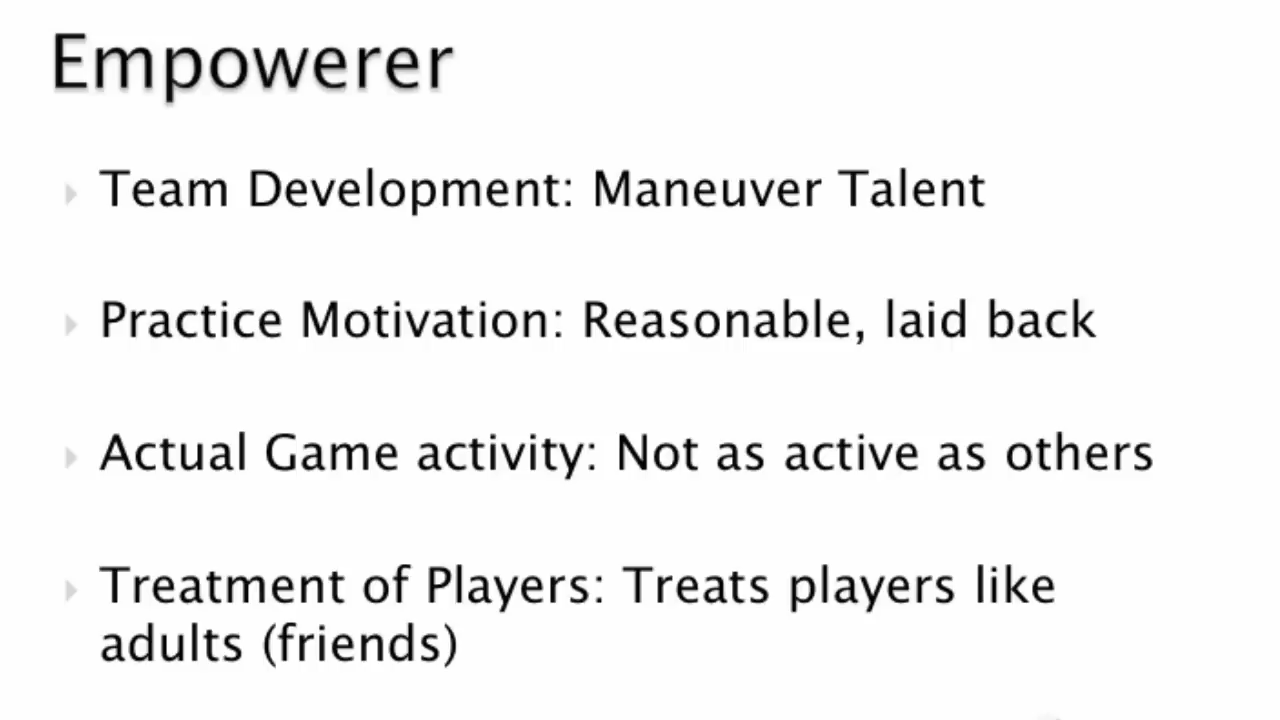 Empowerer
Team Development: Maneuver Talent
Practice Motivation: Reasonable, laid back
Actual Game activity: Not as active as others
Treatment of Players: Treats players like
adults (friends)